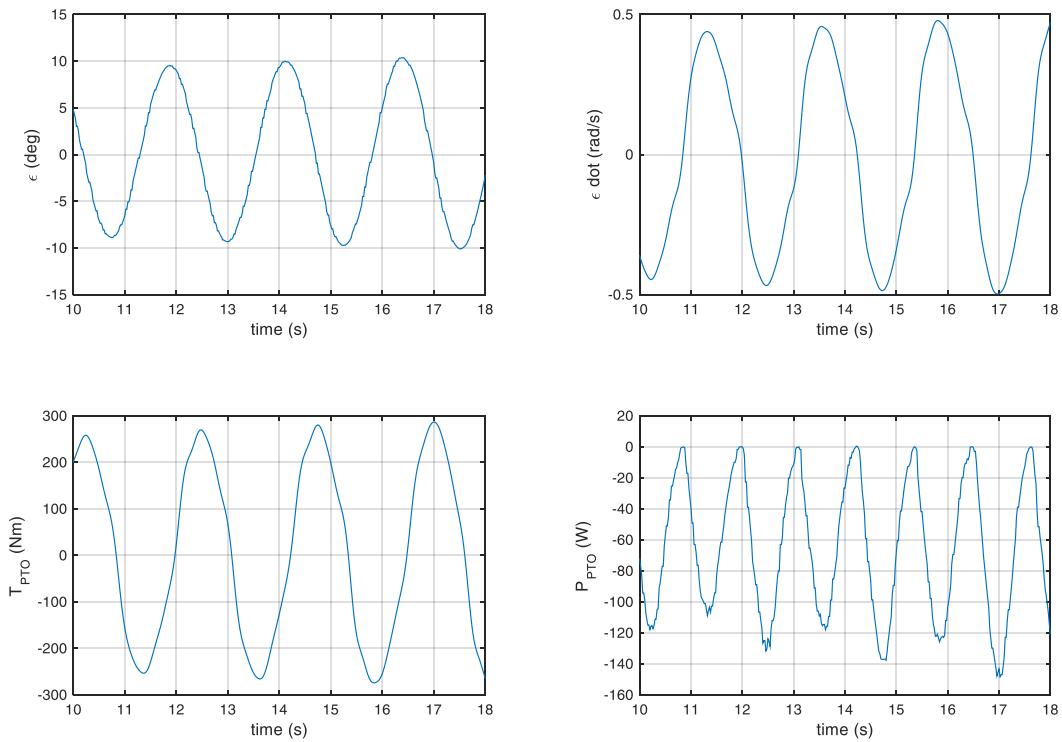 15
10
5
0
-5
-10
-15
ϵ (deg)
10 11 12 13 14 15 16 17 18
time (s)
0.5
0
-0.5
ϵ dot (rad/s)
10 11 12 13 14 15 16 17 18
time (s)
300
200
100
0
-100
-200
-300
T_PTO (Nm)
10 11 12 13 14 15 16 17 18
time (s)
20
0
-20
-40
-60
-80
-100
-120
-140
-160
P_PTO (W)
10 11 12 13 14 15 16 17 18
time (s)